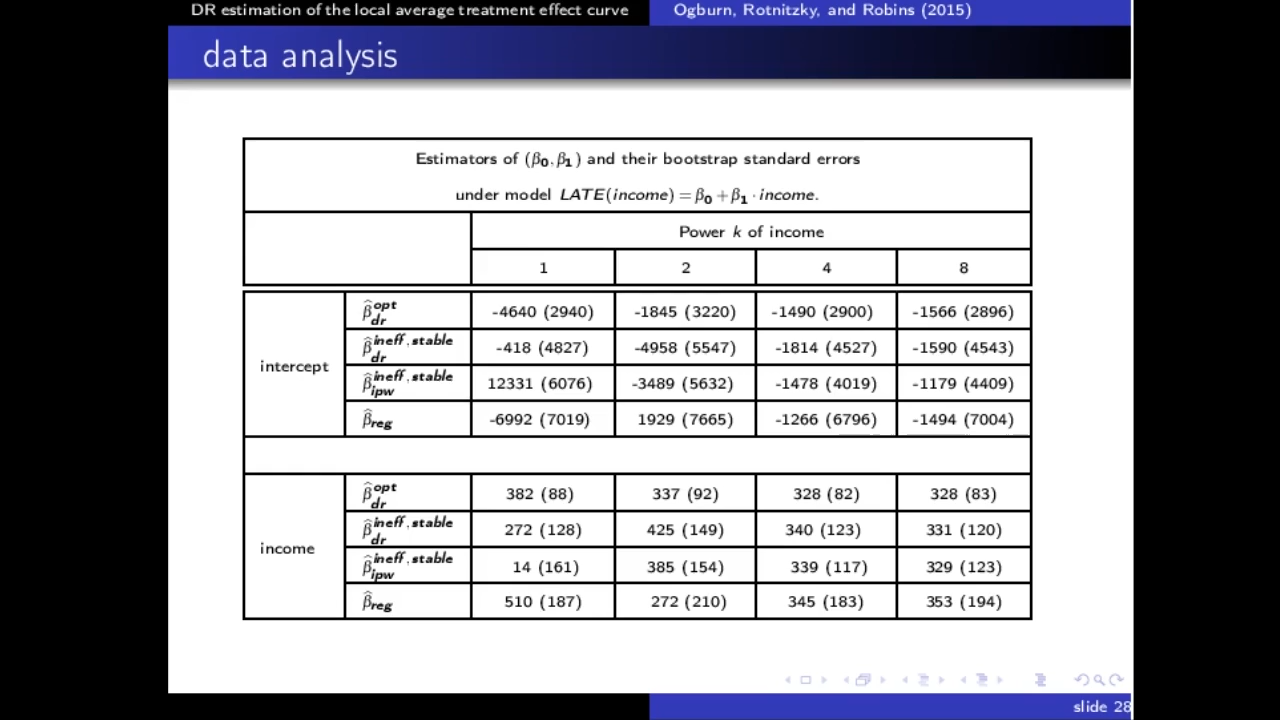 DR estimation of the local average treatment effect curve Ogburn, Rotnitzky, and Robins (2015)
data analysis
Estimators of (β₀,β₁) and their bootstrap standard errors
under model LATE(income) = β₀ + β₁ · income.
Power k of income
1 2 4 8
intercept
β̂ opt dr -4640 (2940) -1845 (3220) -1490 (2900) -1566 (2896)
β̂ ineff,stable dr -418 (4827) -4958 (5547) -1814 (4527) -1590 (4543)
β̂ ineff,stable ipw 12331 (6076) -3489 (5632) -1478 (4019) -1179 (4409)
β̂ reg -6992 (7019) 1929 (7665) -1266 (6796) -1494 (7004)
income
β̂ opt dr 382 (88) 337 (92) 328 (82) 328 (83)
β̂ ineff,stable dr 272 (128) 425 (149) 340 (123) 331 (120)
β̂ ineff,stable ipw 14 (161) 385 (154) 339 (117) 329 (123)
β̂ reg 510 (187) 272 (210) 345 (183) 353 (194)
slide 28